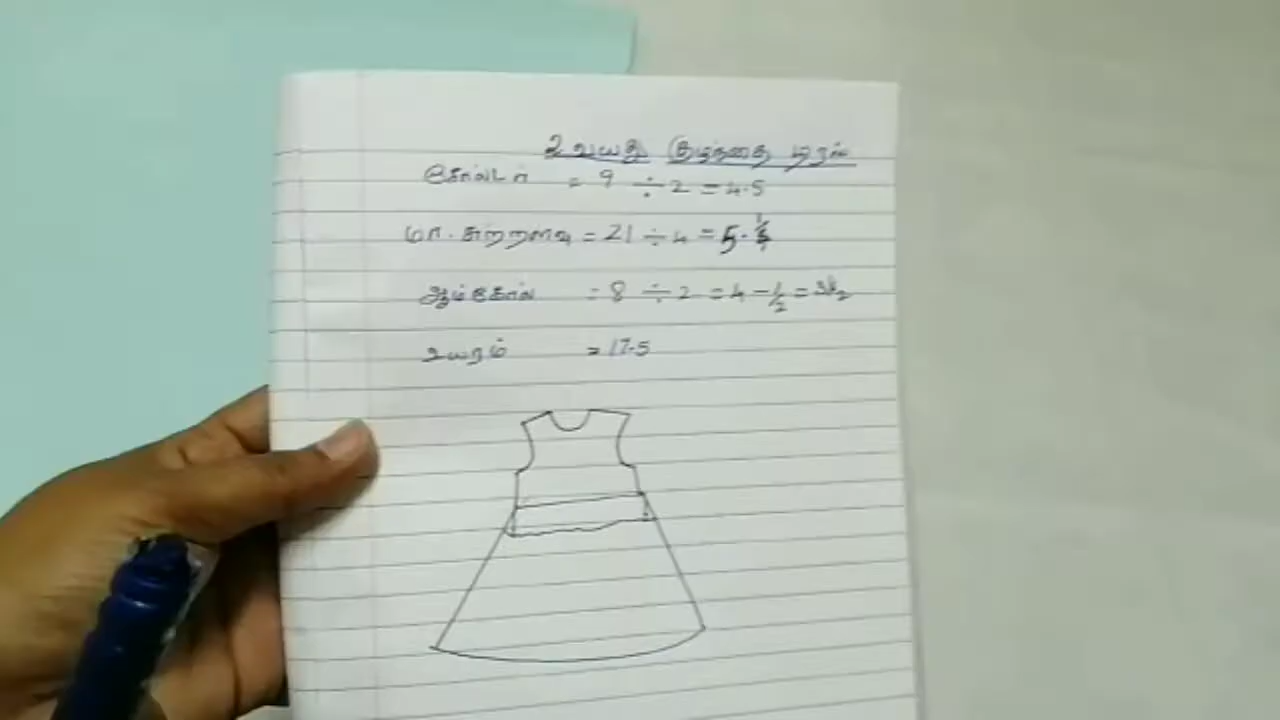 2 வயது குழந்தை டிரஸ்
சோல்டர் = 9 ÷ 2 = 4.5
மா. சுற்றளவு = 21 ÷ 4 = 5.¼
ஆம்கோல் = 8 ÷ 2 = 4 - ½ = 3½
உயரம் = 17.5